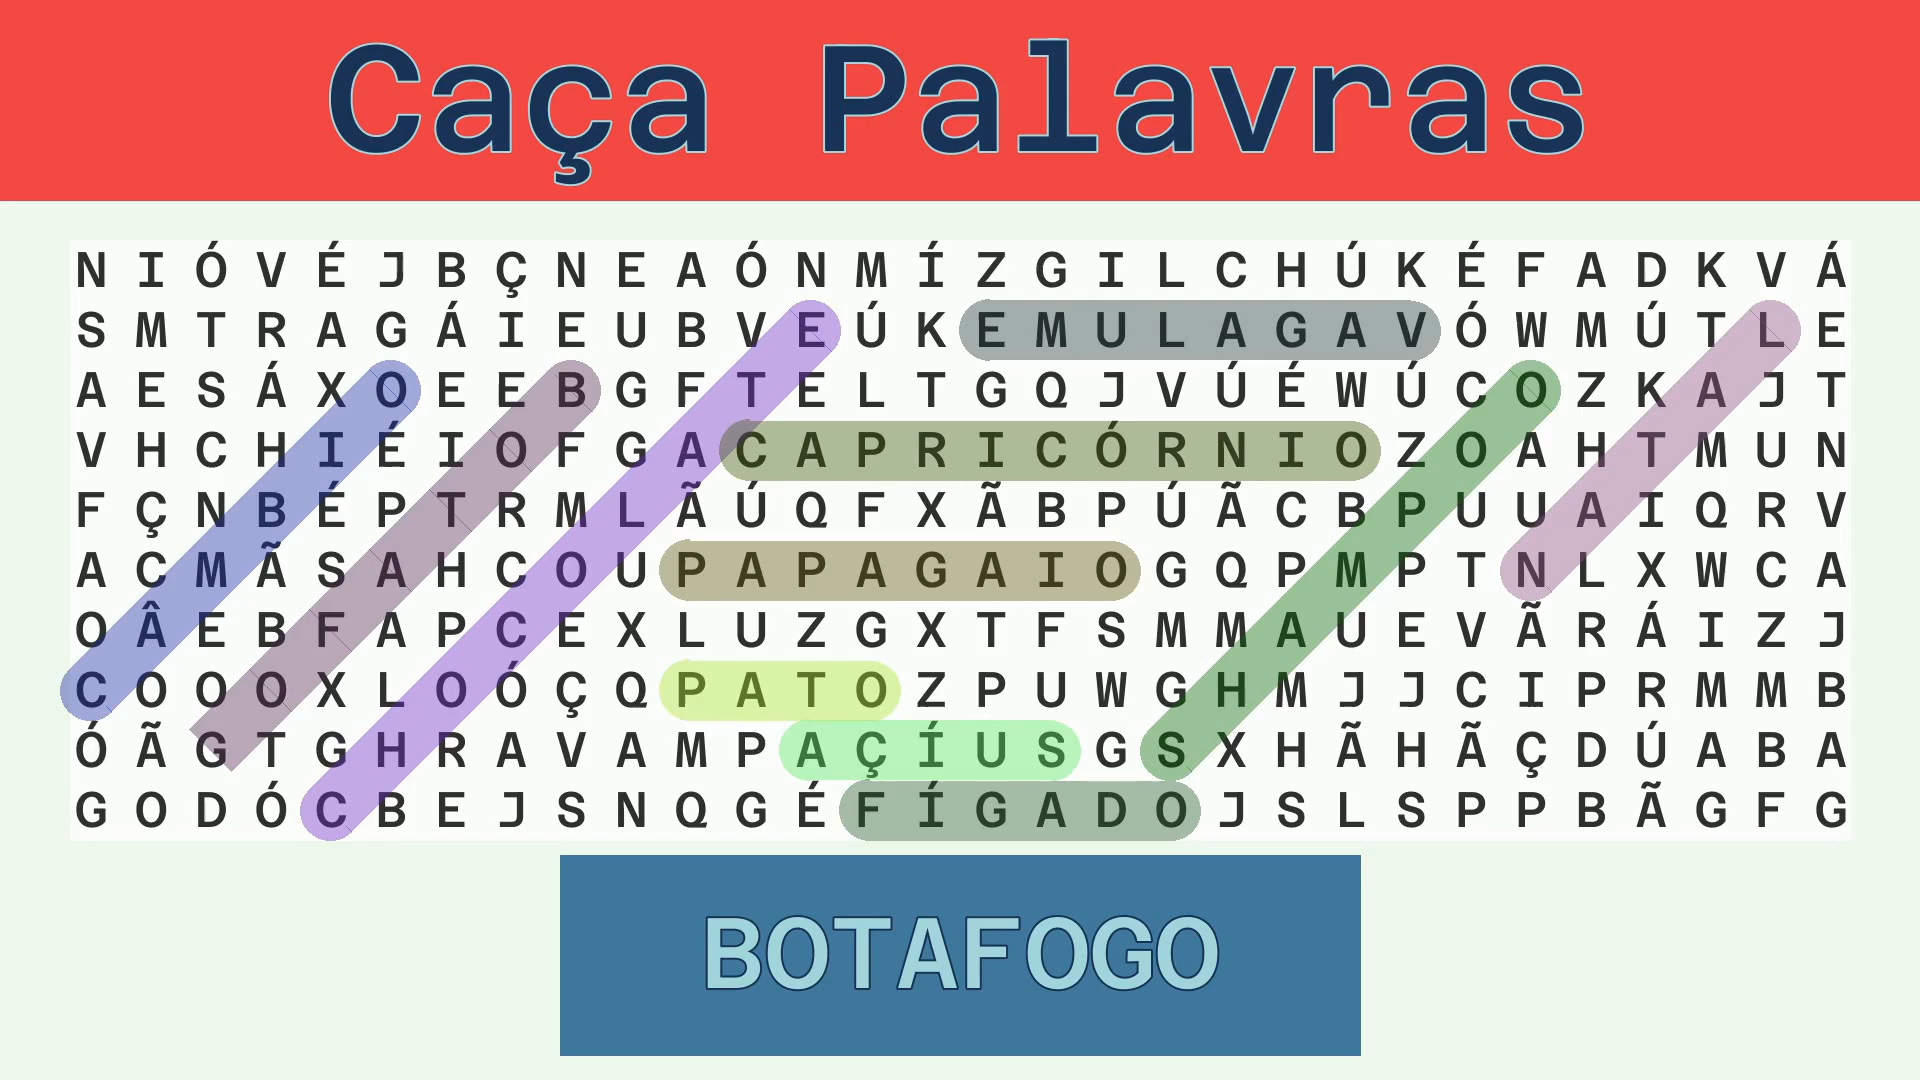 Caça Palavras
N I Ó V É J B Ç N E A Ó N M Í Z G I L C H Ú K É F A D K V Á
S M T R A G Á I E U B V E Ú K E M U L A G A V Ó W M Ú T L E
A E S Á X O E E B G F T E L T G Q J V Ú É W Ú C O Z K A J T
V H C H I É I O F G A C A P R I C Ó R N I O Z O A H T M U N
F Ç N B É P T R M L Ã Ú Q F X Ã B P Ú Ã C B P U U A I Q R V
A C M Ã S A H C O U P A P A G A I O G Q P M P T N L X W C A
O Â E B F A P C E X L U Z G X T F S M M A U E V Ã R Á I Z J
C O O O X L O Ó Ç Q P A T O Z P U W G H M J J C I P R M M B
Ó Ã G T G H R A V A M P A Ç Í U S G S X H Ã H Ã Ç D Ú A B A
G O D Ó C B E J S N Q G É F Í G A D O J S L S P P B Ã G F G
BOTAFOGO